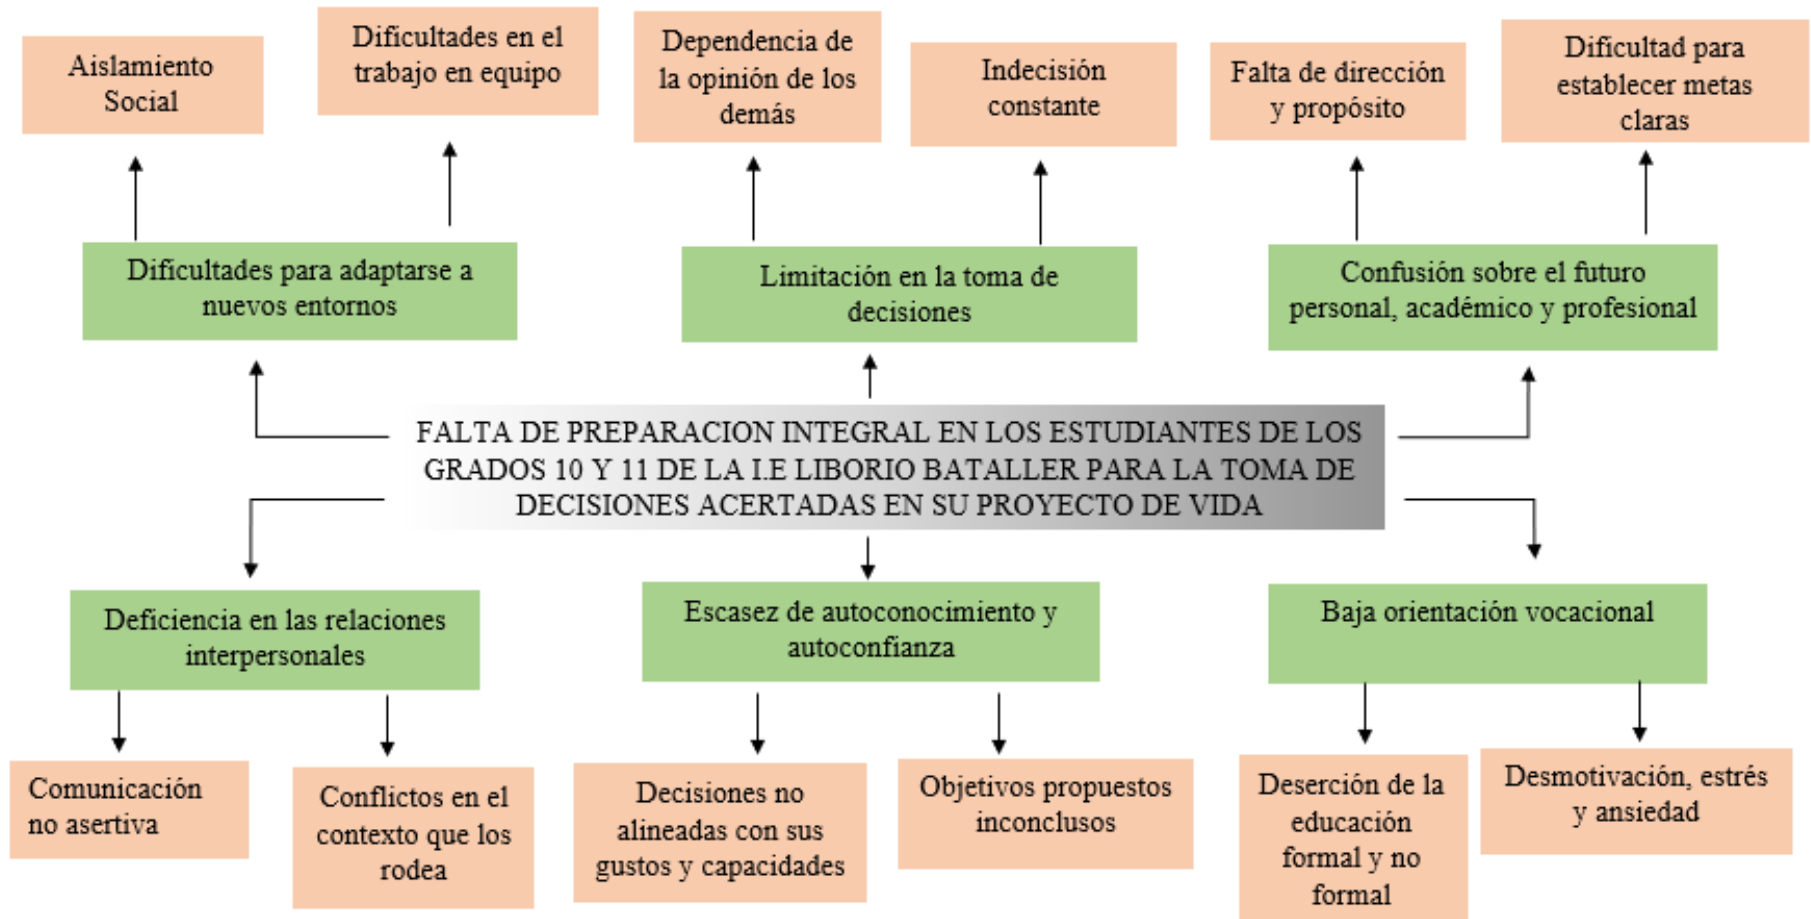 Aislamiento
Social
Dificultades en el
trabajo en equipo
Dependencia de
la opinión de los
demás
Indecisión
constante
Falta de dirección
y propósito
Dificultad para
establecer metas
claras
Dificultades para adaptarse a
nuevos entornos
Limitación en la toma de
decisiones
Confusión sobre el futuro
personal, académico y profesional
FALTA DE PREPARACION INTEGRAL EN LOS ESTUDIANTES DE LOS
GRADOS 10 Y 11 DE LA I.E LIBORIO BATALLER PARA LA TOMA DE
DECISIONES ACERTADAS EN SU PROYECTO DE VIDA
Deficiencia en las relaciones
interpersonales
Escasez de autoconocimiento y
autoconfianza
Baja orientación vocacional
Comunicación
no asertiva
Conflictos en el
contexto que los
rodea
Decisiones no
alineadas con sus
gustos y capacidades
Objetivos propuestos
inconclusos
Deserción de la
educación
formal y no
formal
Desmotivación, estrés
y ansiedad